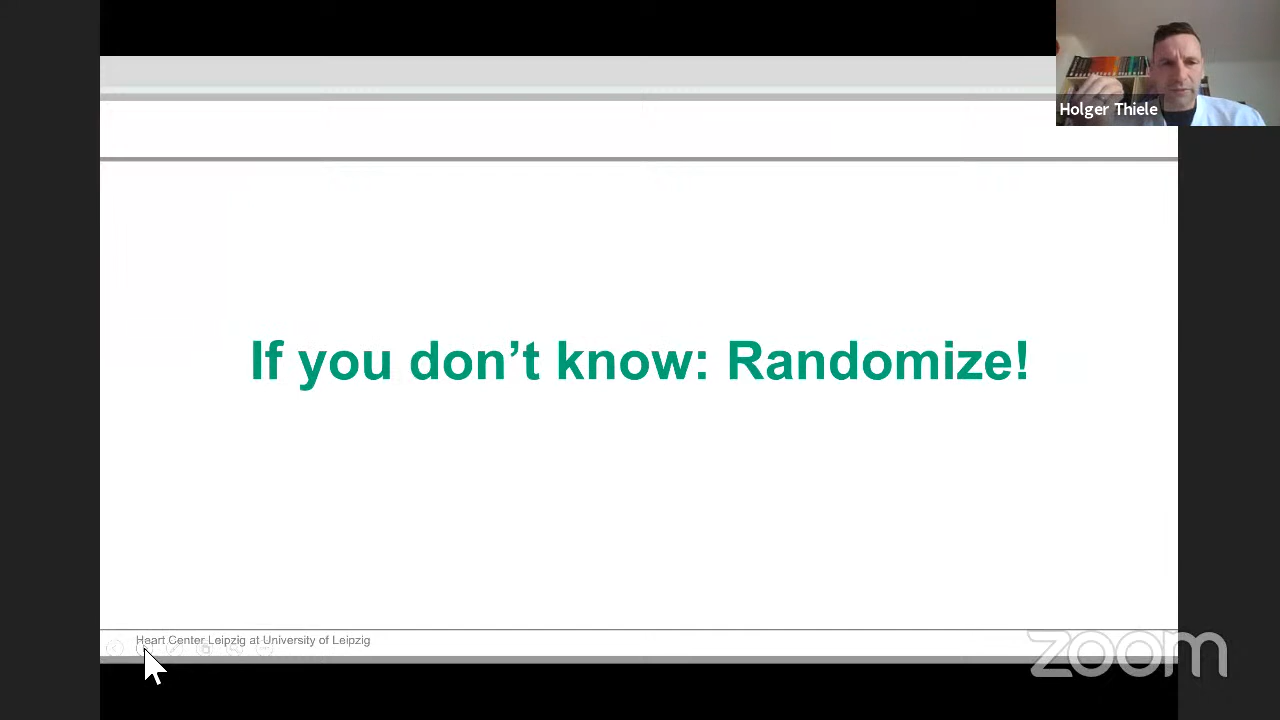 Holger Thiele
If you don’t know: Randomize!
Heart Center Leipzig at University of Leipzig
zoom